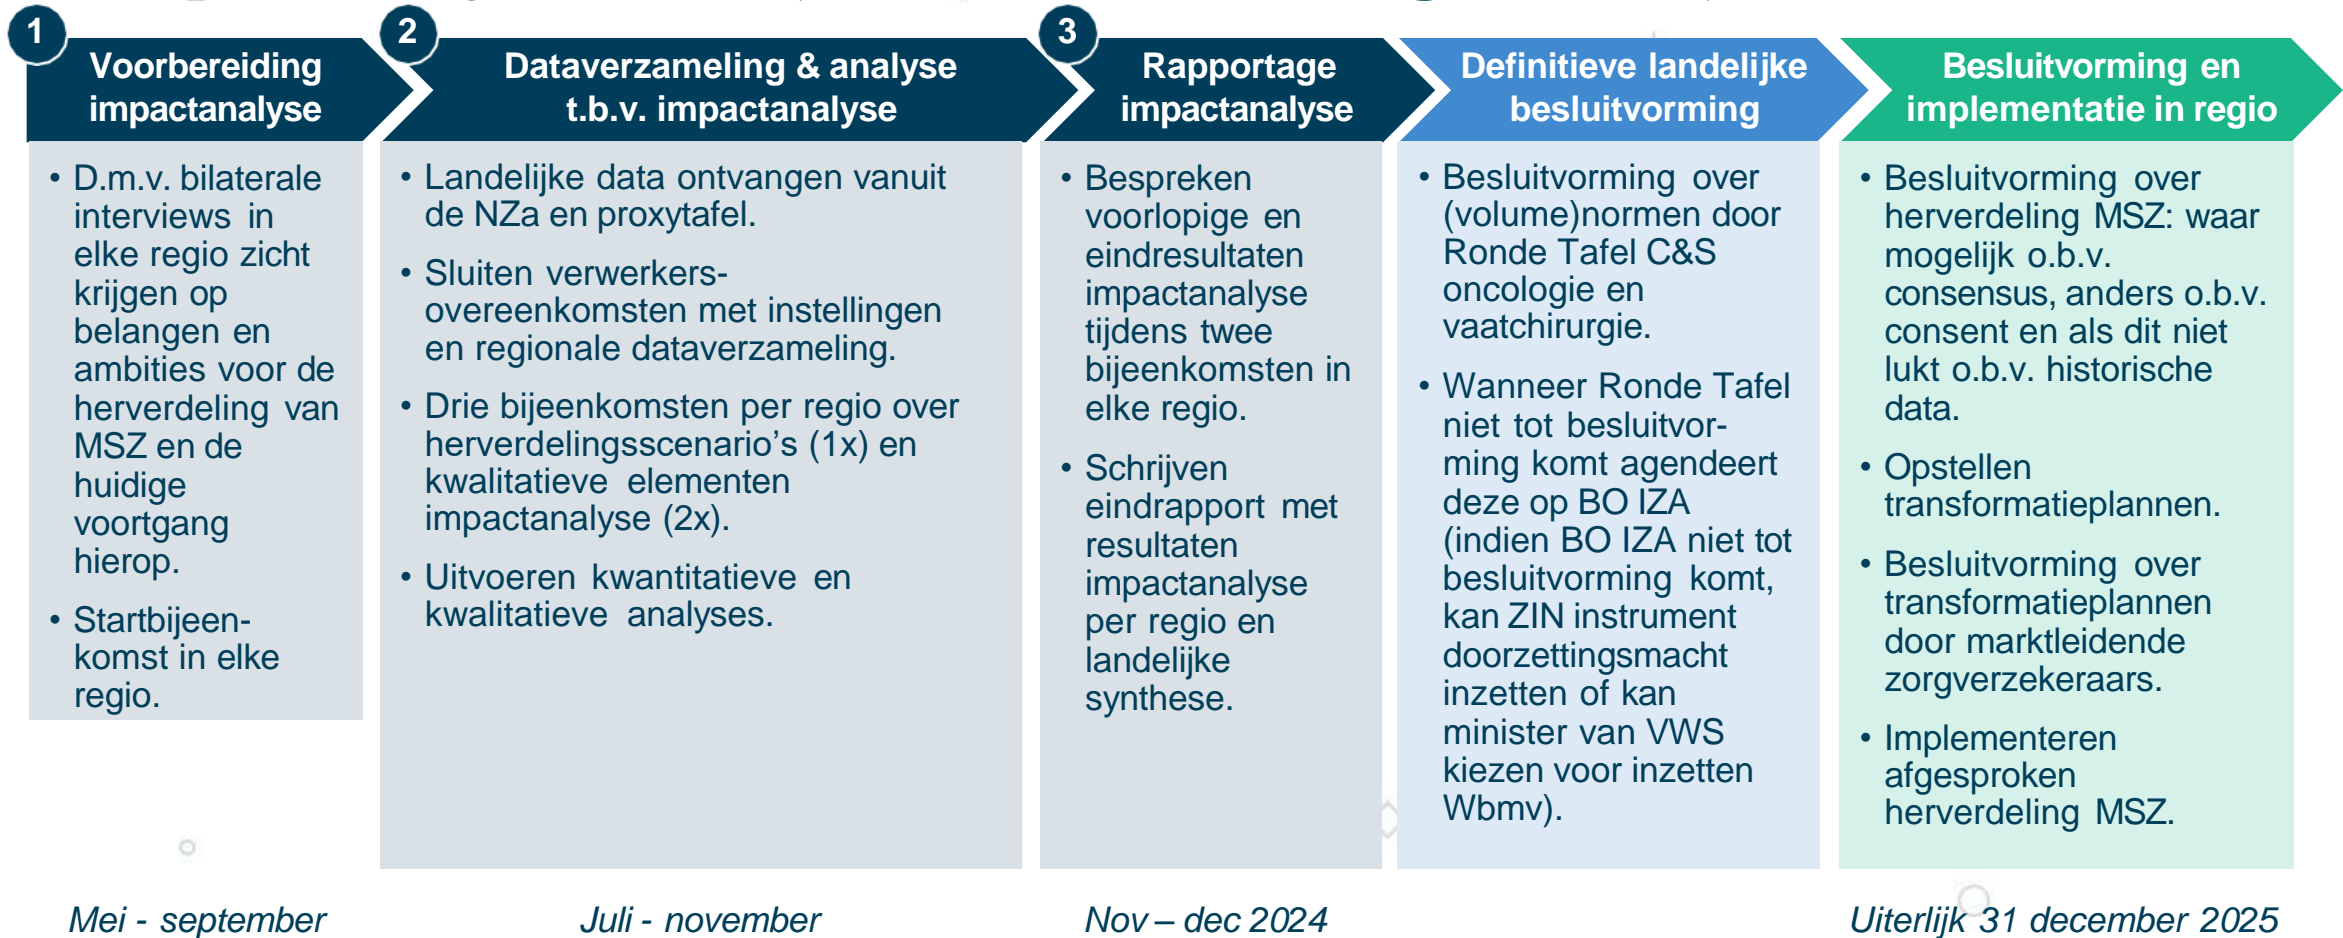 1
Voorbereiding
impactanalyse
• D.m.v. bilaterale
interviews in
elke regio zicht
krijgen op
belangen en
ambities voor de
herverdeling van
MSZ en de
huidige
voortgang
hierop.
• Startbijeen-
komst in elke
regio.
Mei - september
2
Dataverzameling & analyse
t.b.v. impactanalyse
• Landelijke data ontvangen vanuit
de NZa en proxytafel.
• Sluiten verwerkers-
overeenkomsten met instellingen
en regionale dataverzameling.
• Drie bijeenkomsten per regio over
herverdelingsscenario's (1x) en
kwalitatieve elementen
impactanalyse (2x).
• Uitvoeren kwantitatieve en
kwalitatieve analyses.
Juli - november
3
Rapportage
impactanalyse
• Bespreken
voorlopige en
eindresultaten
impactanalyse
tijdens twee
bijeenkomsten in
elke regio.
• Schrijven
eindrapport met
resultaten
impactanalyse
per regio en
landelijke
synthese.
Nov – dec 2024
Definitieve landelijke
besluitvorming
• Besluitvorming over
(volume)normen door
Ronde Tafel C&S
oncologie en
vaatchirurgie.
• Wanneer Ronde Tafel
niet tot besluitvor-
ming komt agendeert
deze op BO IZA
(indien BO IZA niet tot
besluitvorming komt,
kan ZIN instrument
doorzettingsmacht
inzetten of kan
minister van VWS
kiezen voor inzetten
Wbmv).
Besluitvorming en
implementatie in regio
• Besluitvorming over
herverdeling MSZ: waar
mogelijk o.b.v.
consensus, anders o.b.v.
consent en als dit niet
lukt o.b.v. historische
data.
• Opstellen
transformatieplannen.
• Besluitvorming over
transformatieplannen
door marktleidende
zorgverzekeraars.
• Implementeren
afgesproken
herverdeling MSZ.
Uiterlijk 31 december 2025